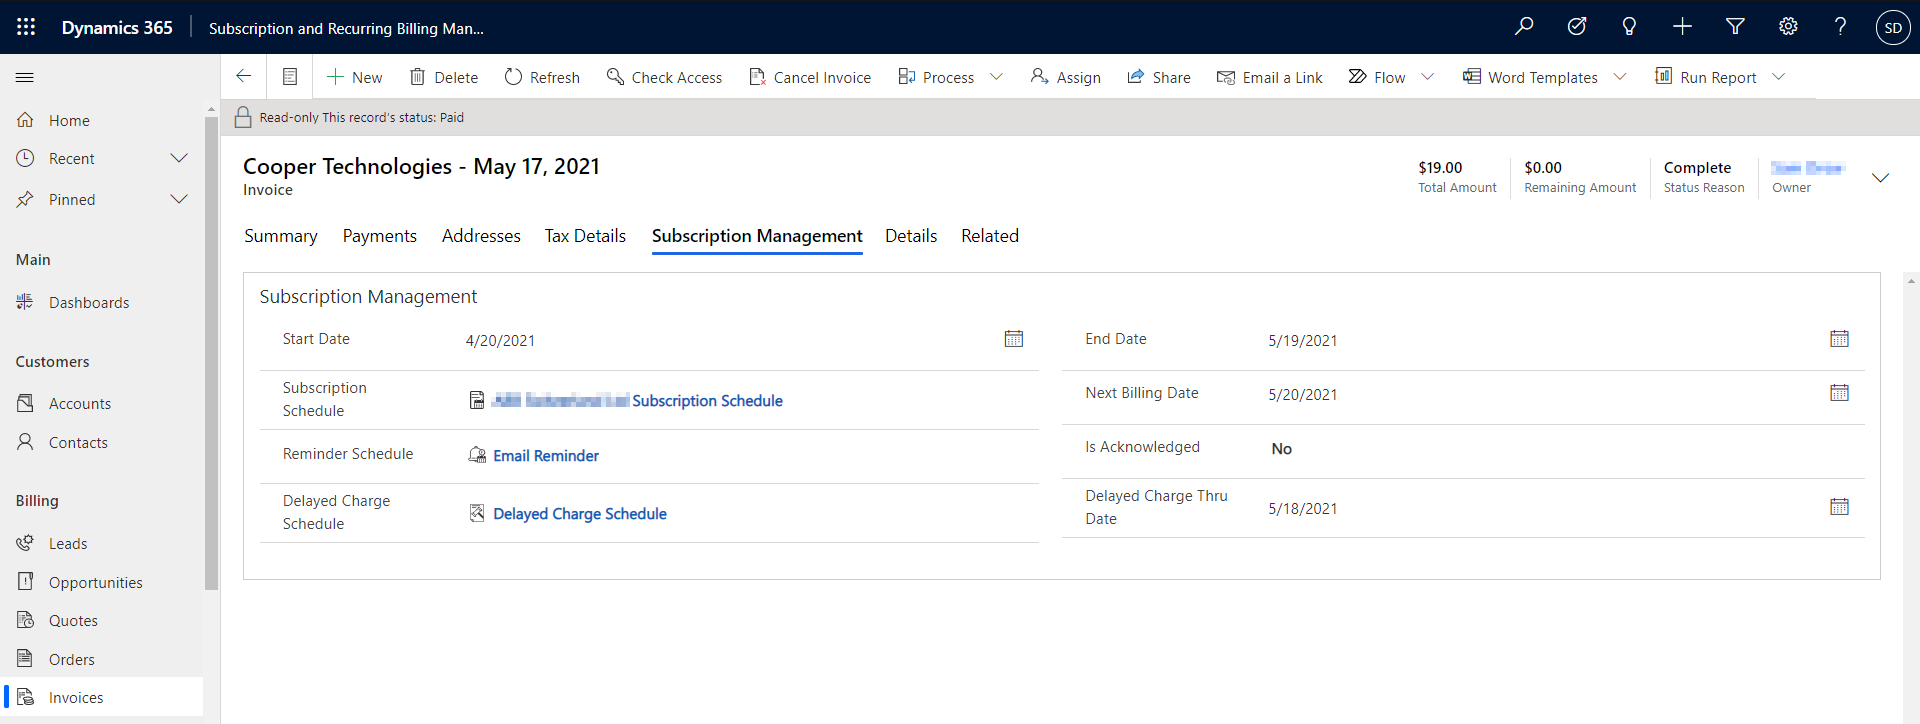 Dynamics 365
Subscription and Recurring Billing Man...
SD
New
Delete
Refresh
Check Access
Cancel Invoice
Process
Assign
Share
Email a Link
Flow
Word Templates
Run Report
Home
Recent
Pinned
Main
Dashboards
Customers
Accounts
Contacts
Billing
Leads
Opportunities
Quotes
Orders
Invoices
Read-only This record's status: Paid
Cooper Technologies - May 17, 2021
Invoice
$19.00
Total Amount
$0.00
Remaining Amount
Complete
Status Reason
Owner
Summary
Payments
Addresses
Tax Details
Subscription Management
Details
Related
Subscription Management
Start Date
4/20/2021
End Date
5/19/2021
Subscription
Schedule
Subscription Schedule
Next Billing Date
5/20/2021
Reminder Schedule
Email Reminder
Is Acknowledged
No
Delayed Charge
Schedule
Delayed Charge Schedule
Delayed Charge Thru
Date
5/18/2021